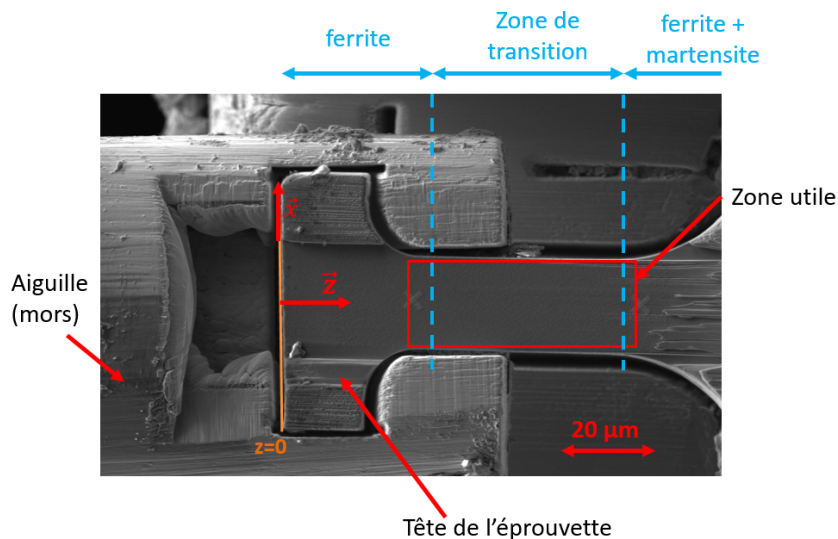 ferrite
Zone de
transition
ferrite +
martensite
Zone utile
x
z
Aiguille
(mors)
20 µm
z=0
Tête de l'éprouvette